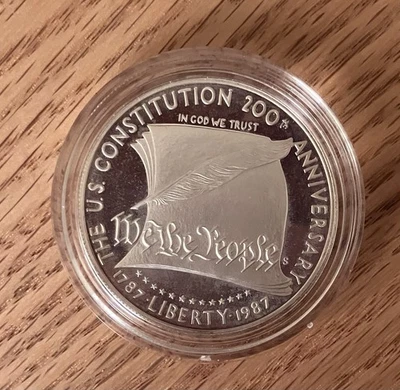 THE U.S. CONSTITUTION 200th ANNIVERSARY
IN GOD WE TRUST
We the People
S
1787·LIBERTY·1987